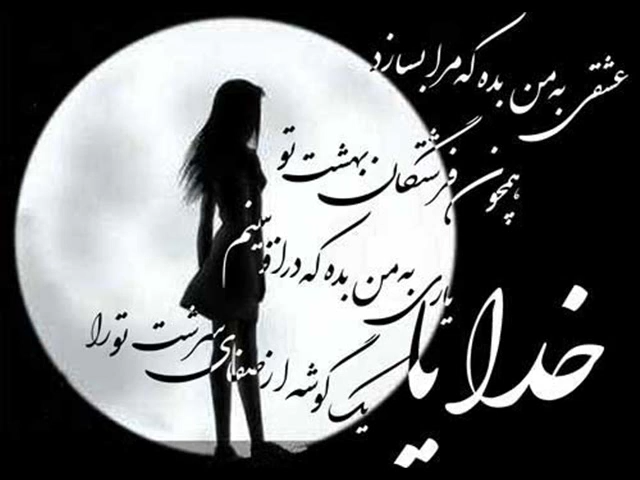 عشقی به من بده که مرا بسازد
همچون فرشتگان بهشت تو
یاری به من بده که در او بینم
یک گوشه از صفای سرشت تو را
خدایا